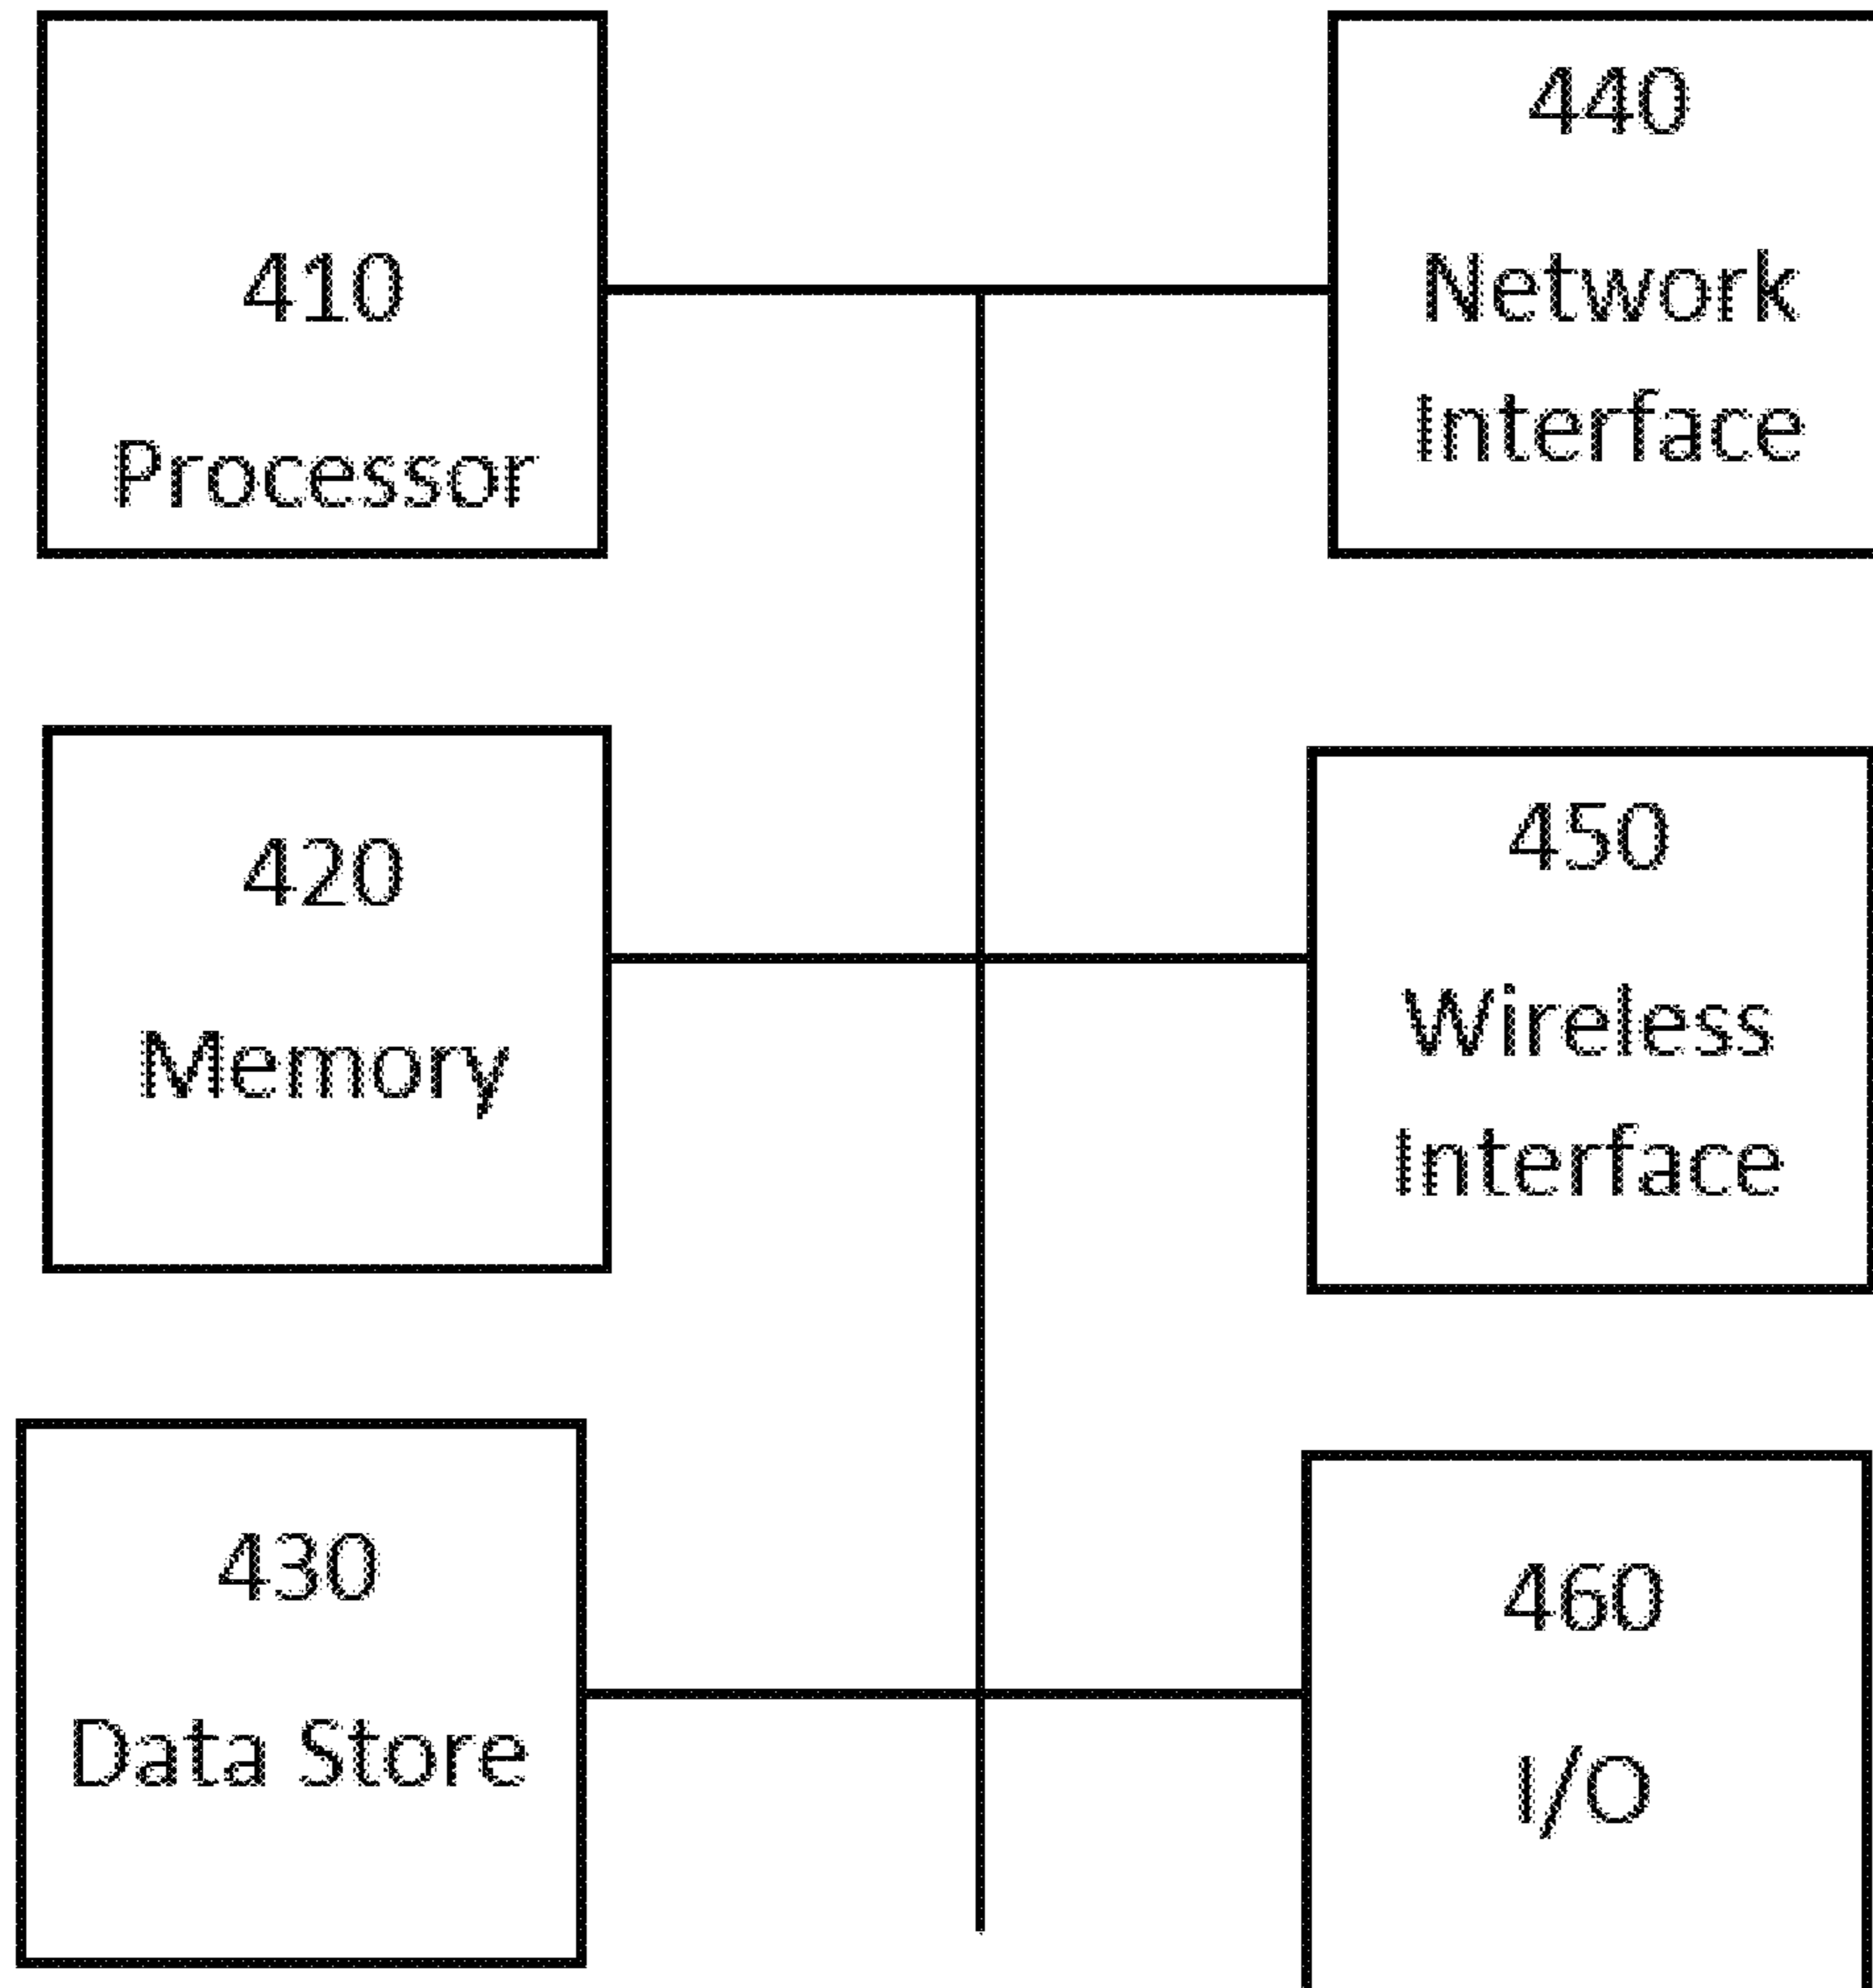 410
Processor
440
Network
Interface
420
Memory
450
Wireless
Interface
430
Data Store
460
I/O